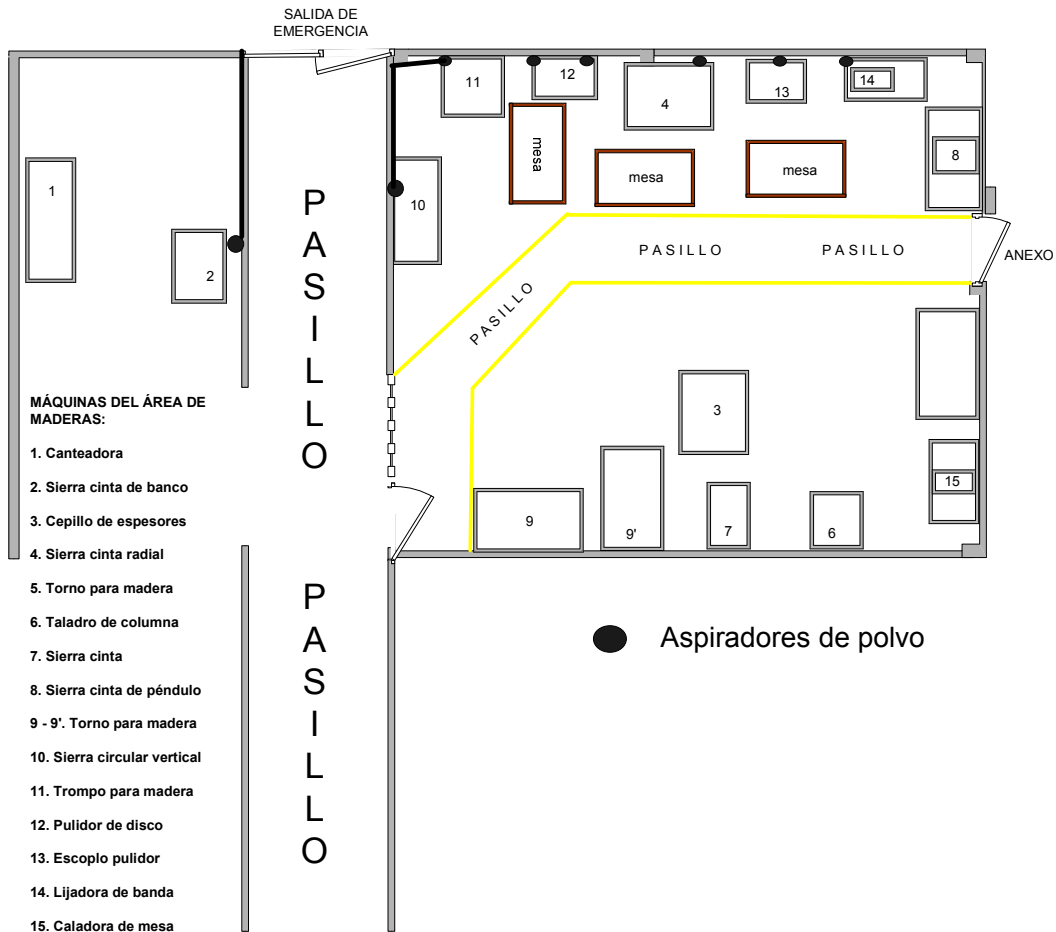 SALIDA DE
EMERGENCIA
11
12
4
13
14
8
mesa
mesa
mesa
1
2
10
PASILLO
PASILLO
PASILLO
PASILLO
ANEXO
3
15
9
9'
7
6
MÁQUINAS DEL ÁREA DE
MADERAS:
1. Canteadora
2. Sierra cinta de banco
3. Cepillo de espesores
4. Sierra cinta radial
5. Torno para madera
6. Taladro de columna
7. Sierra cinta
8. Sierra cinta de péndulo
9 - 9'. Torno para madera
10. Sierra circular vertical
11. Trompo para madera
12. Pulidor de disco
13. Escoplo pulidor
14. Lijadora de banda
15. Caladora de mesa
PASILLO
Aspiradores de polvo